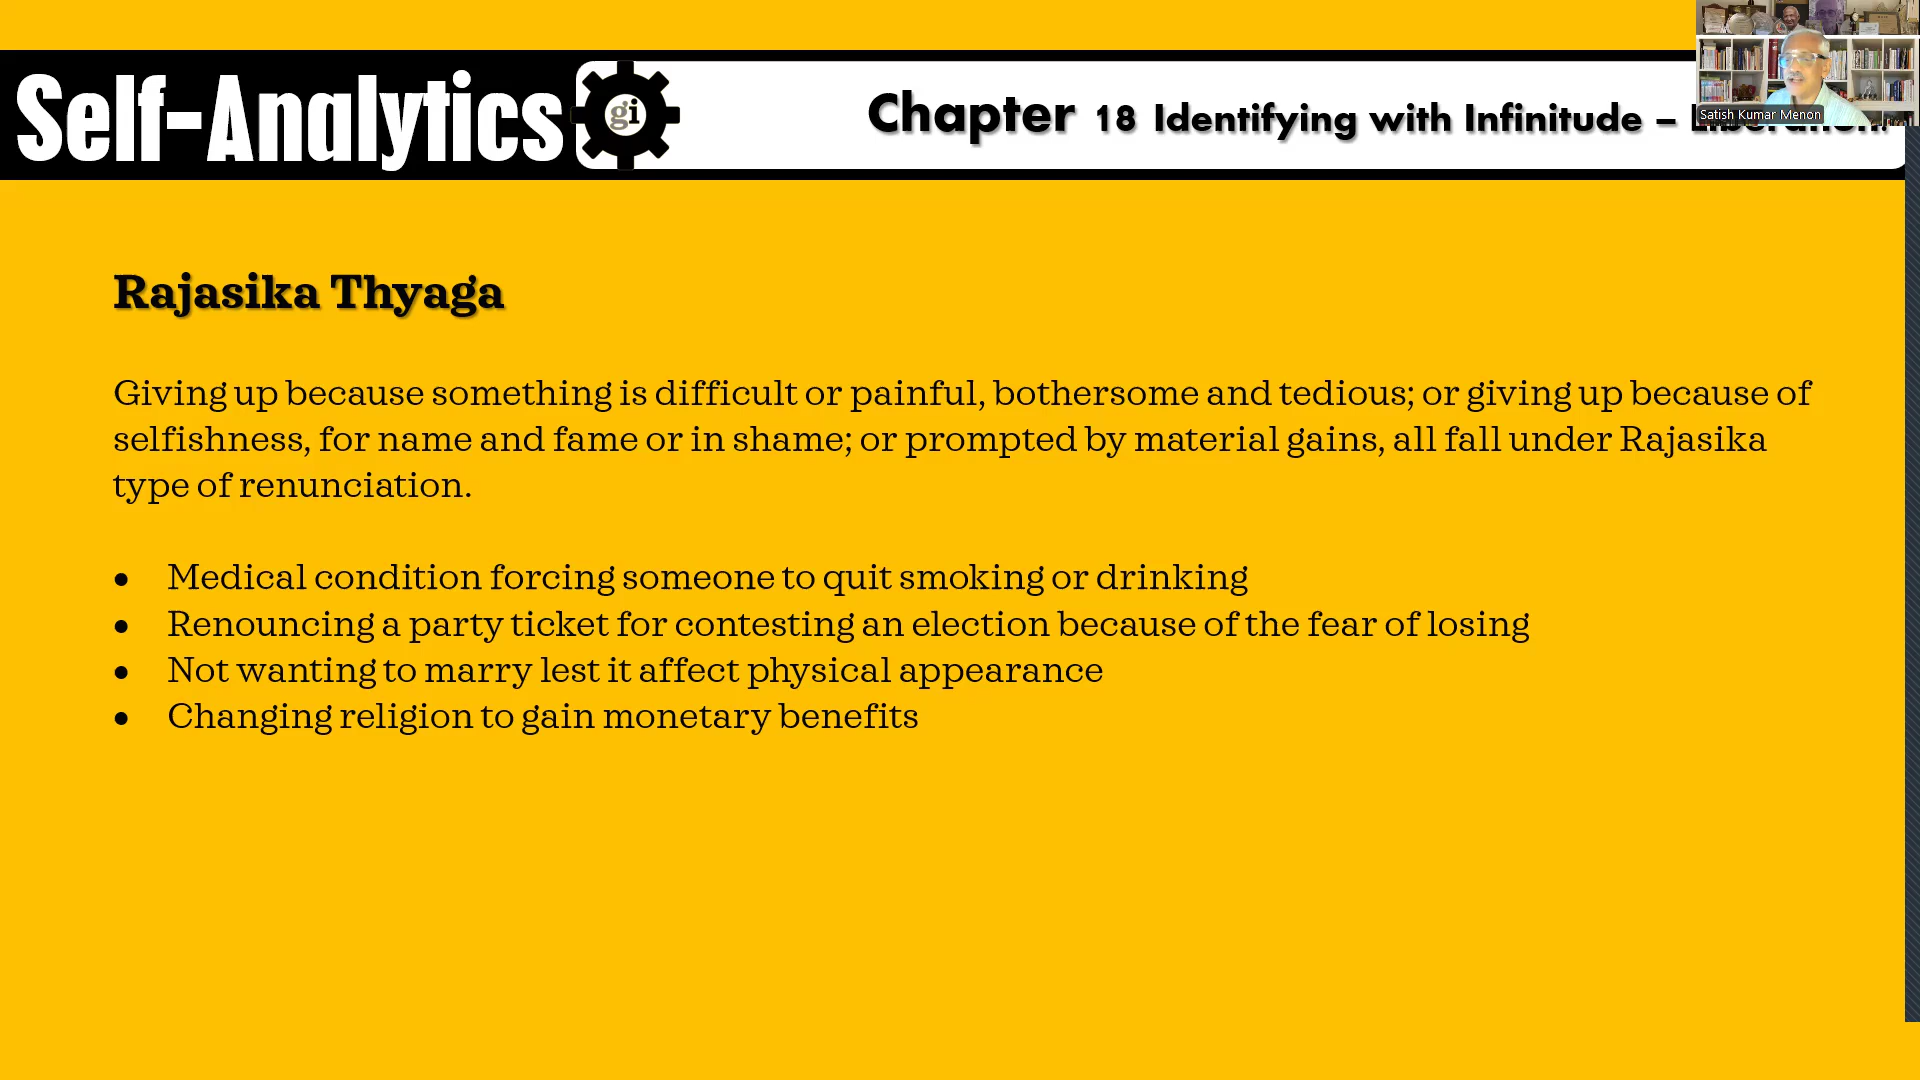 Self-Analytics
gi
Chapter 18 Identifying with Infinitude –
Satish Kumar Menon
Rajasika Thyaga
Giving up because something is difficult or painful, bothersome and tedious; or giving up because of
selfishness, for name and fame or in shame; or prompted by material gains, all fall under Rajasika
type of renunciation.
• Medical condition forcing someone to quit smoking or drinking
• Renouncing a party ticket for contesting an election because of the fear of losing
• Not wanting to marry lest it affect physical appearance
• Changing religion to gain monetary benefits